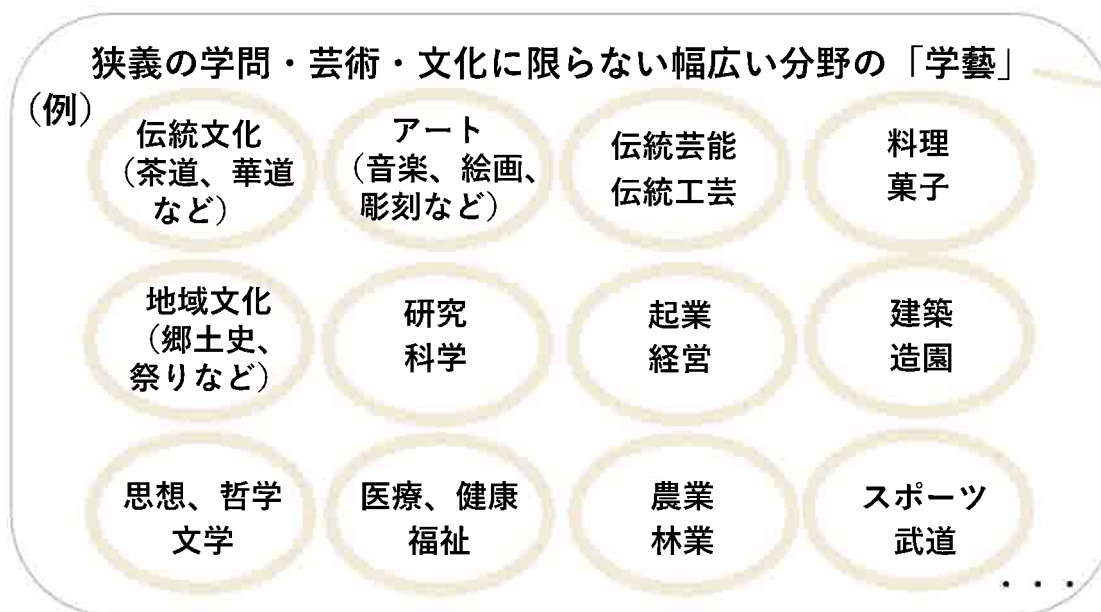 狭義の学問・芸術・文化に限らない幅広い分野の「学藝」
（例）
伝統文化
（茶道、華道
など）
アート
（音楽、絵画、
彫刻など）
伝統芸能
伝統工芸
料理
菓子
地域文化
（郷土史、
祭りなど）
研究
科学
起業
経営
建築
造園
思想、哲学
文学
医療、健康
福祉
農業
林業
スポーツ
武道
・・・